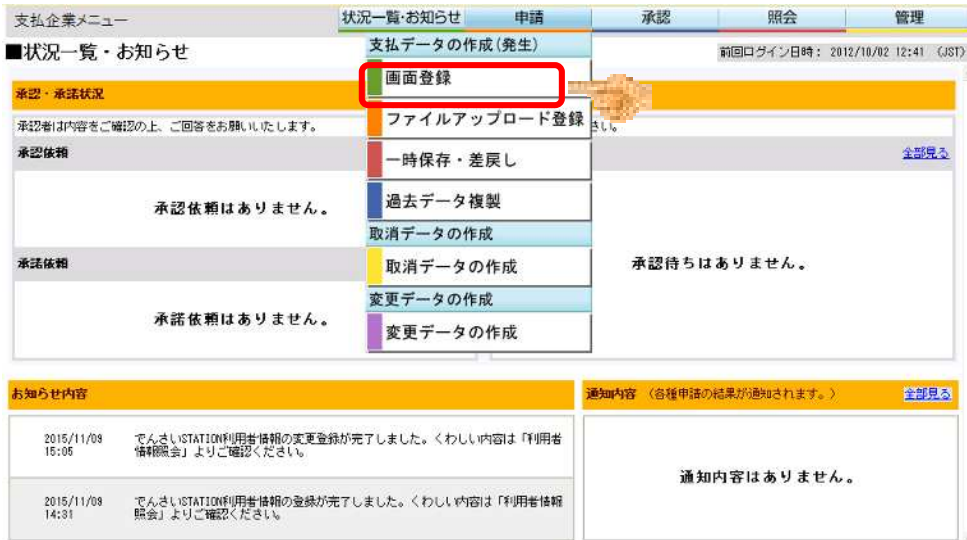 支払企業メニュー
状況一覧・お知らせ
申請
承認
照会
管理
■状況一覧・お知らせ
前回ログイン日時: 2012/10/02 12:41 (JST)
支払データの作成(発生)
画面登録
ファイルアップロード登録
一時保存・差戻し
過去データ複製
取消データの作成
取消データの作成
変更データの作成
変更データの作成
承認・承諾状況
承認者は内容をご確認の上、ご回答をお願いいたします。
さい。
承認依頼
全部見る
承認依頼はありません。
承認待ちはありません。
承諾依頼
承諾依頼はありません。
お知らせ内容
通知内容 (各種申請の結果が通知されます。)
全部見る
2015/11/09 でんさいSTATION利用者情報の変更登録が完了しました。くわしい内容は「利用者
15:05 情報照会」よりご確認ください。
通知内容はありません。
2015/11/09 でんさいSTATION利用者情報の登録が完了しました。くわしい内容は「利用者情報
14:31 照会」よりご確認ください。